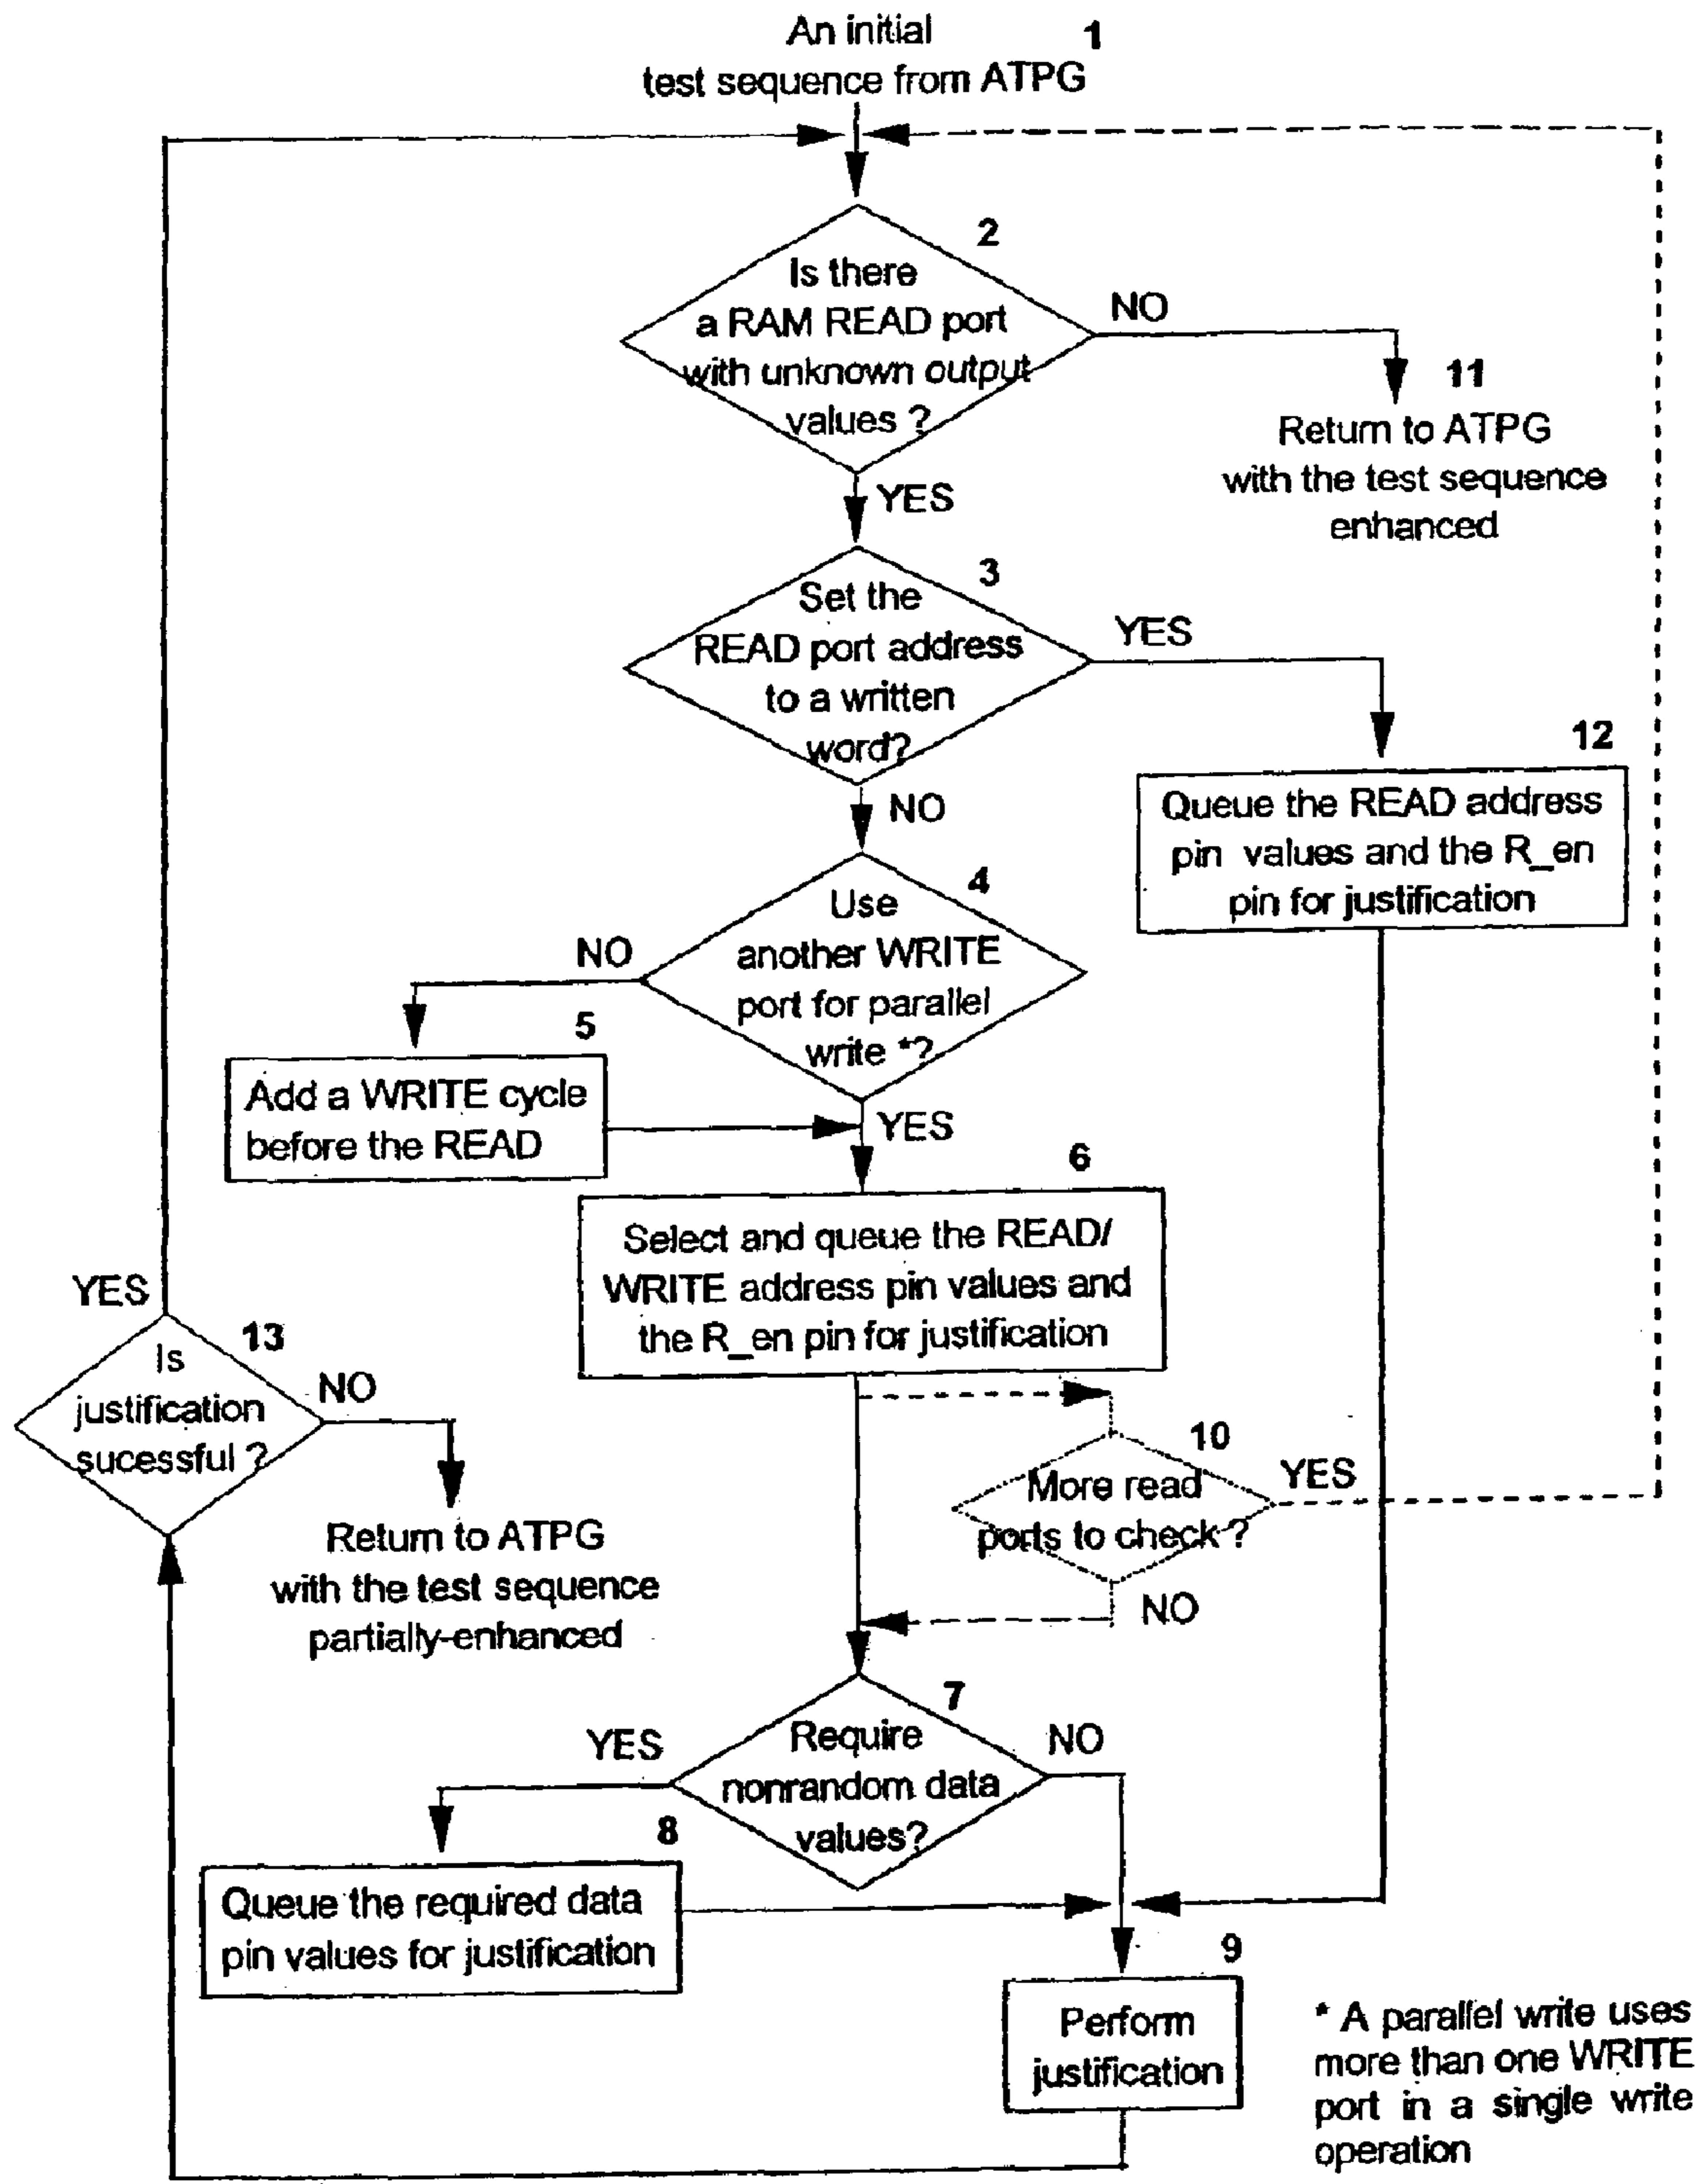 An initial
test sequence from ATPG
1
2
Is there
a RAM READ port
with unknown output
values ?
NO
11
Return to ATPG
with the test sequence
enhanced
YES
3
Set the
READ port address
to a written
word?
YES
12
Queue the READ address
pin values and the R_en
pin for justification
NO
4
Use
another WRITE
port for parallel
write *?
NO
5
Add a WRITE cycle
before the READ
YES
6
Select and queue the READ/
WRITE address pin values and
the R_en pin for justification
YES
13
Is
justification
sucessful ?
NO
Return to ATPG
with the test sequence
partially-enhanced
10
More read
ports to check ?
YES
NO
7
Require
nonrandom data
values?
YES
NO
8
Queue the required data
pin values for justification
9
Perform
justification
* A parallel write uses
more than one WRITE
port in a single write
operation